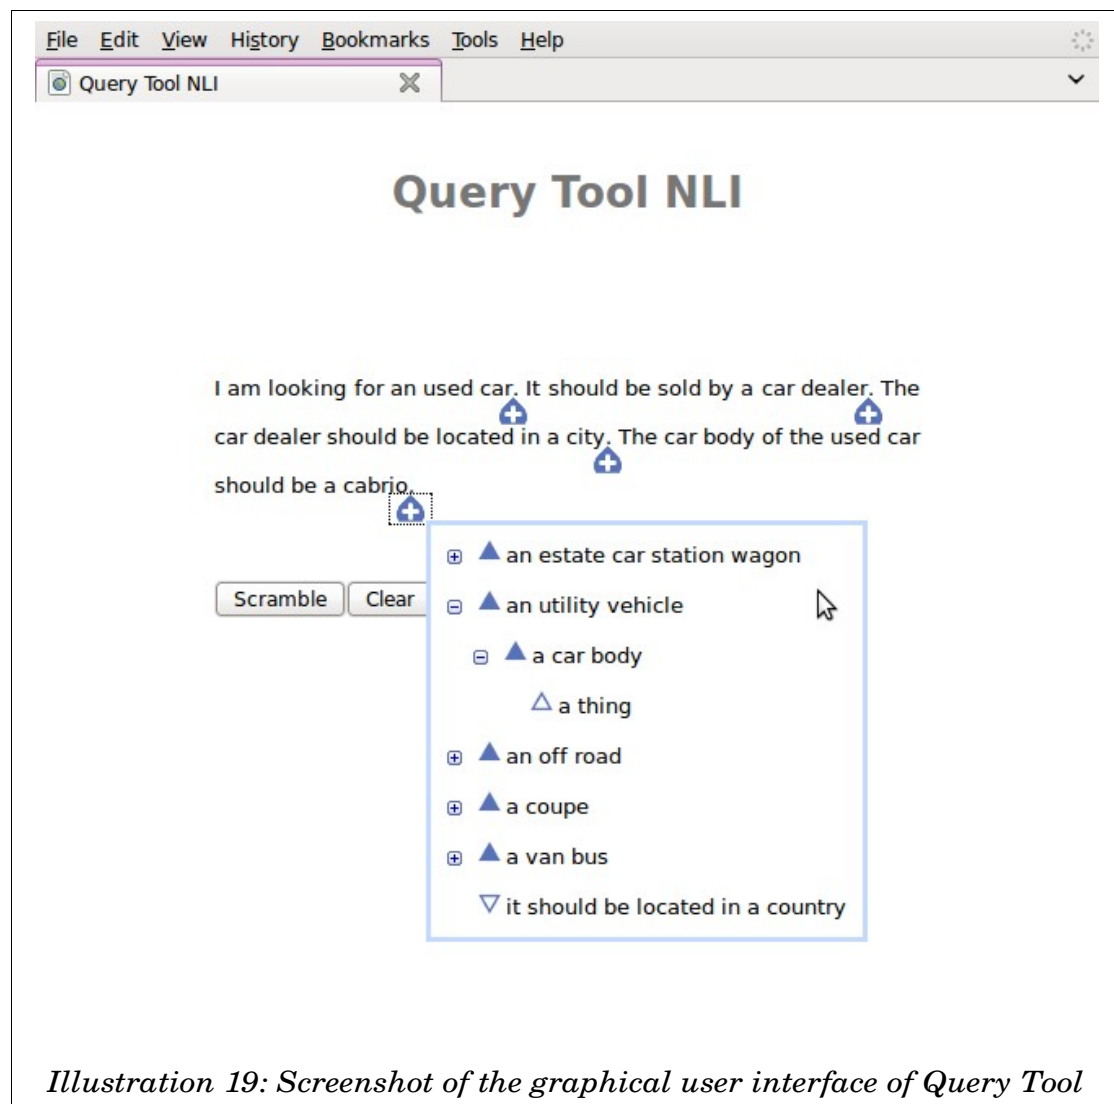 File Edit View History Bookmarks Tools Help
Query Tool NLI
Query Tool NLI
I am looking for an used car. It should be sold by a car dealer. The
car dealer should be located in a city. The car body of the used car
should be a cabrio.
an estate car station wagon
Scramble Clear
an utility vehicle
a car body
a thing
an off road
a coupe
a van bus
it should be located in a country
Illustration 19: Screenshot of the graphical user interface of Query Tool